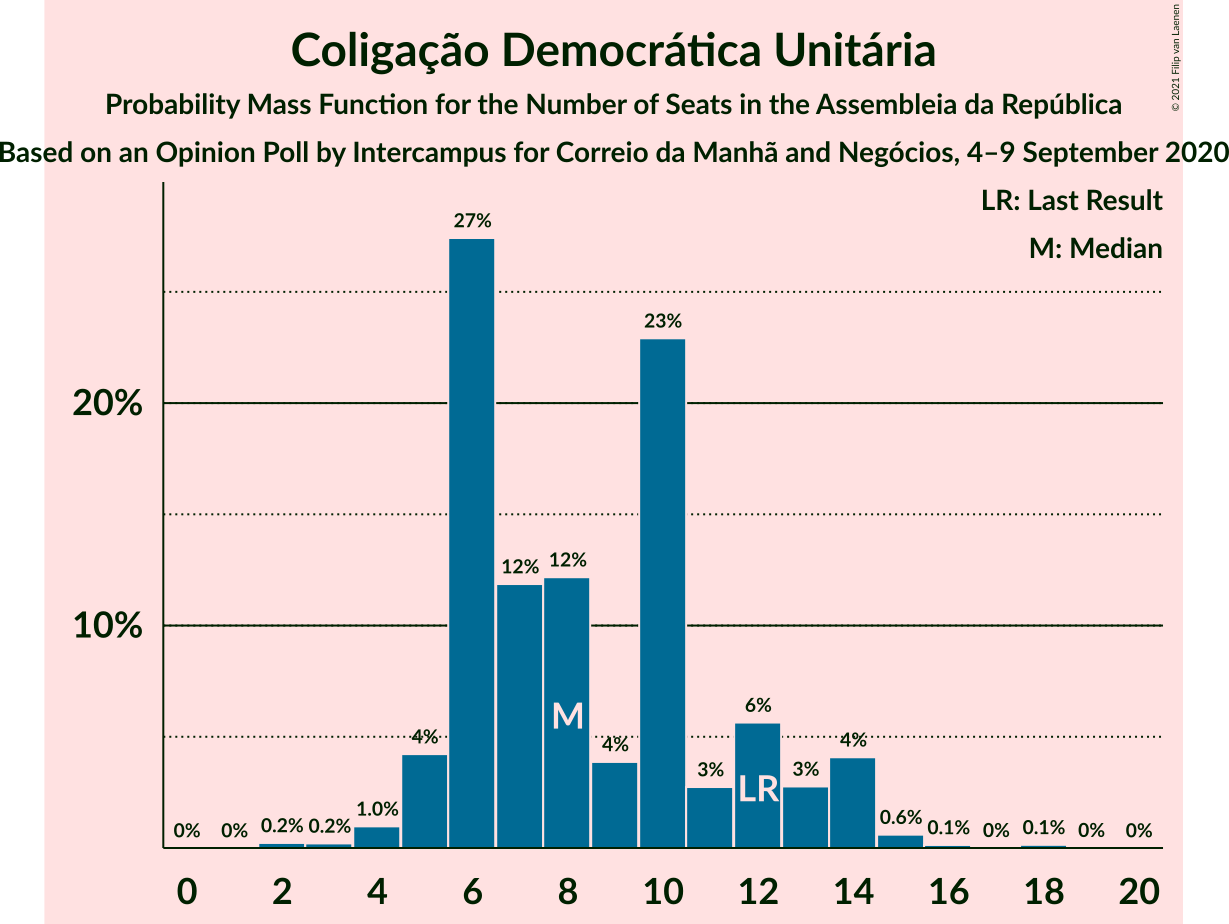 Coligação Democrática Unitária
Probability Mass Function for the Number of Seats in the Assembleia da República
Based on an Opinion Poll by Intercampus for Correio da Manhã and Negócios, 4–9 September 2020
© 2021 Filip van Laenen
LR: Last Result
M: Median
27%
23%
20%
12% 12%
10%
M
6%
4% 4% 4%
3% 3%
LR
1.0%
0.6%
0% 0% 0.2% 0.2% 0.1% 0% 0.1% 0% 0%
0 2 4 6 8 10 12 14 16 18 20